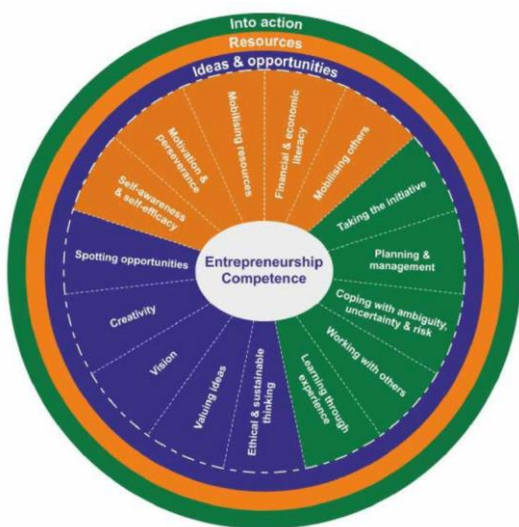 Into action
Resources
Ideas & opportunities
Self-awareness
& self-efficacy
Motivation &
perseverance
Mobilising resources
Financial & economic
literacy
Mobilising others
Taking the initiative
Planning &
management
Coping with ambiguity,
uncertainty & risk
Working with others
Learning through
experience
Ethical & sustainable
thinking
Valuing ideas
Vision
Creativity
Spotting opportunities
Entrepreneurship
Competence